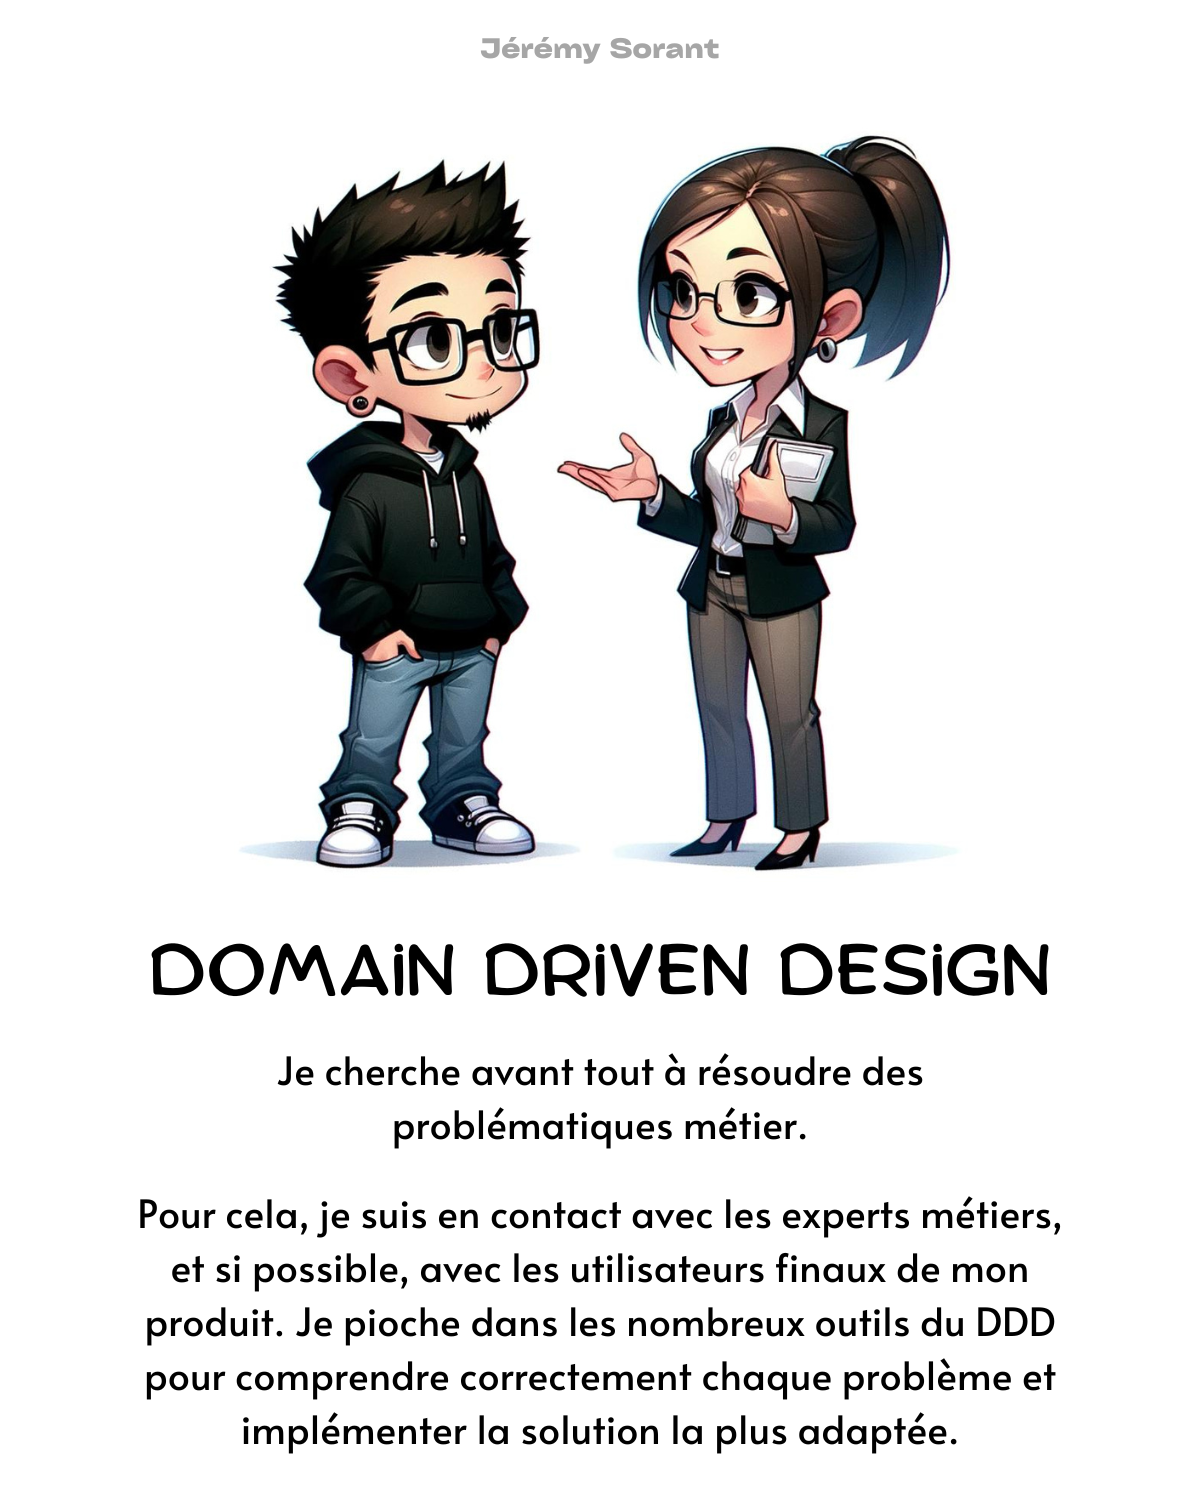 Jérémy Sorant
DOMAiN DRiVEN DESiGN
Je cherche avant tout à résoudre des
problématiques métier.
Pour cela, je suis en contact avec les experts métiers,
et si possible, avec les utilisateurs finaux de mon
produit. Je pioche dans les nombreux outils du DDD
pour comprendre correctement chaque problème et
implémenter la solution la plus adaptée.